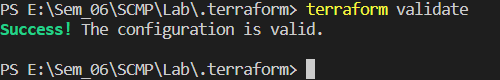 PS E:\Sem_06\SCMP\Lab\.terraform> terraform validate
Success! The configuration is valid.
PS E:\Sem_06\SCMP\Lab\.terraform>